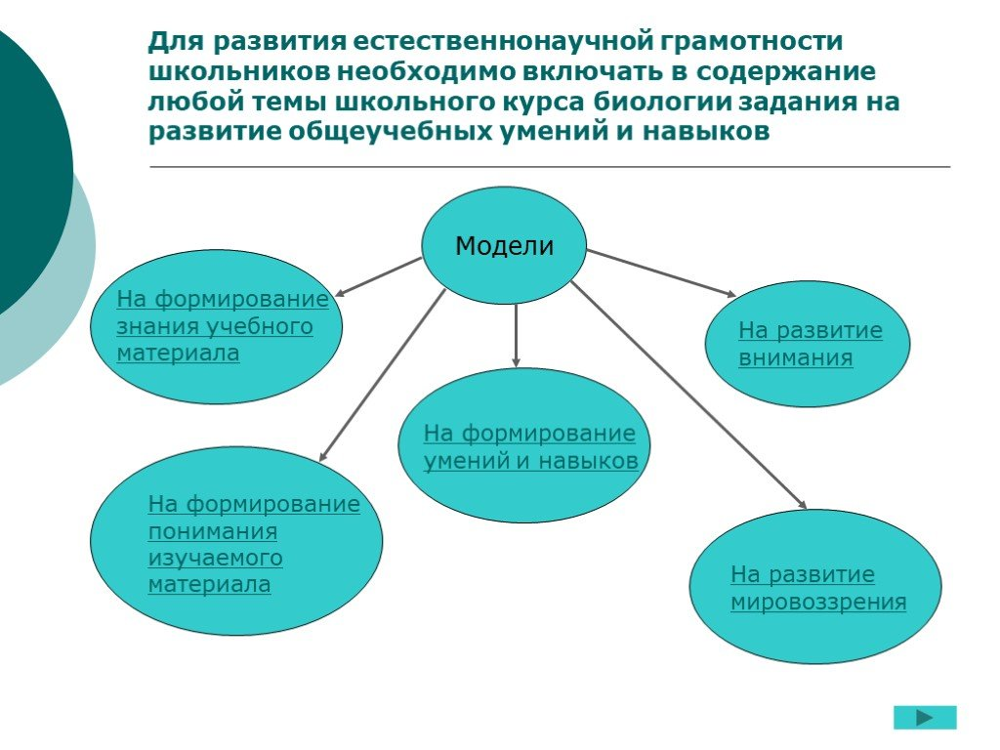 Для развития естественнонаучной грамотности
школьников необходимо включать в содержание
любой темы школьного курса биологии задания на
развитие общеучебных умений и навыков
Модели
На формирование
знания учебного
материала
На развитие
внимания
На формирование
умений и навыков
На формирование
понимания
изучаемого
материала
На развитие
мировоззрения